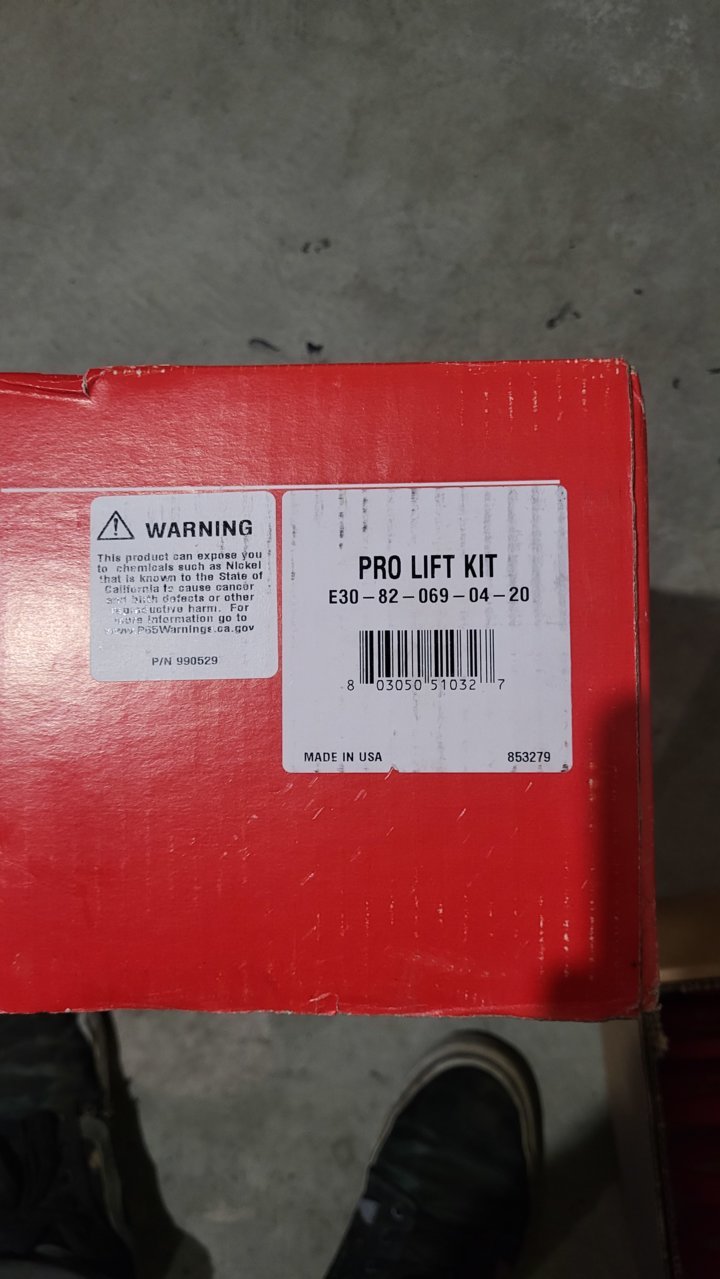 WARNING
This product can expose you
to chemicals such as Nickel
that is known to the State of
California to cause cancer
and birth defects or other
reproductive harm. For
more information go to
www.P65Warnings.ca.gov
P/N 990529
PRO LIFT KIT
E30-82-069-04-20
8 03050 51032 7
MADE IN USA 853279